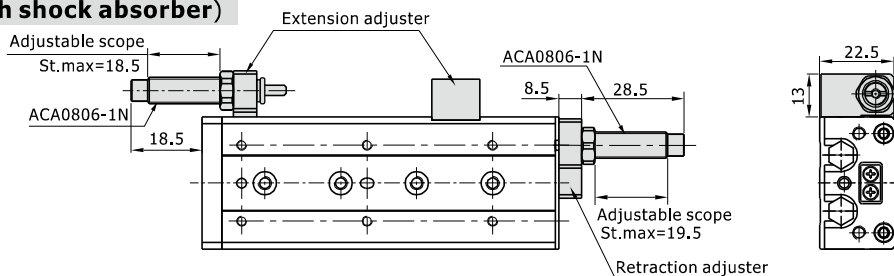 h shock absorber)
Extension adjuster
Adjustable scope
St.max=18.5
ACA0806-1N
18.5
ACA0806-1N
8.5
28.5
22.5
13
Adjustable scope
St.max=19.5
Retraction adjuster